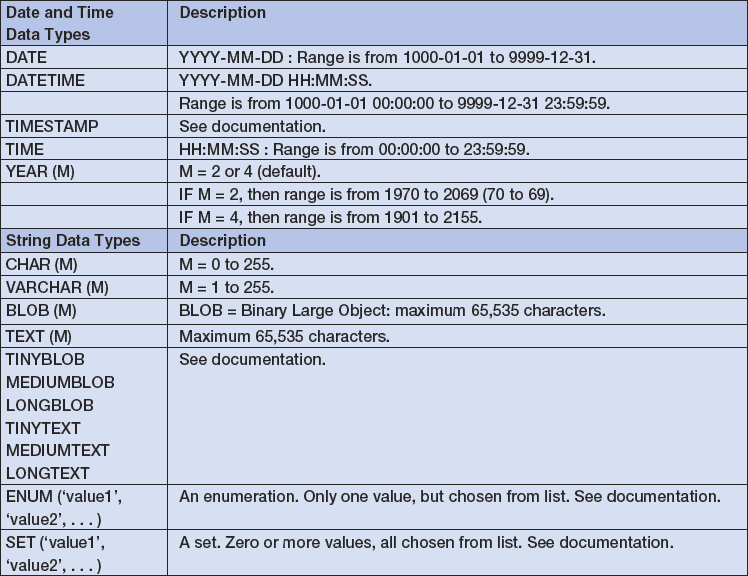 Date and Time Description
Data Types
DATE YYYY-MM-DD : Range is from 1000-01-01 to 9999-12-31.
DATETIME YYYY-MM-DD HH:MM:SS.
Range is from 1000-01-01 00:00:00 to 9999-12-31 23:59:59.
TIMESTAMP See documentation.
TIME HH:MM:SS : Range is from 00:00:00 to 23:59:59.
YEAR (M) M = 2 or 4 (default).
IF M = 2, then range is from 1970 to 2069 (70 to 69).
IF M = 4, then range is from 1901 to 2155.
String Data Types Description
CHAR (M) M = 0 to 255.
VARCHAR (M) M = 1 to 255.
BLOB (M) BLOB = Binary Large Object: maximum 65,535 characters.
TEXT (M) Maximum 65,535 characters.
TINYBLOB See documentation.
MEDIUMBLOB
LONGBLOB
TINYTEXT
MEDIUMTEXT
LONGTEXT
ENUM (‘value1’, An enumeration. Only one value, but chosen from list. See documentation.
‘value2’, . . . )
SET (‘value1’, A set. Zero or more values, all chosen from list. See documentation.
‘value2’, . . . )